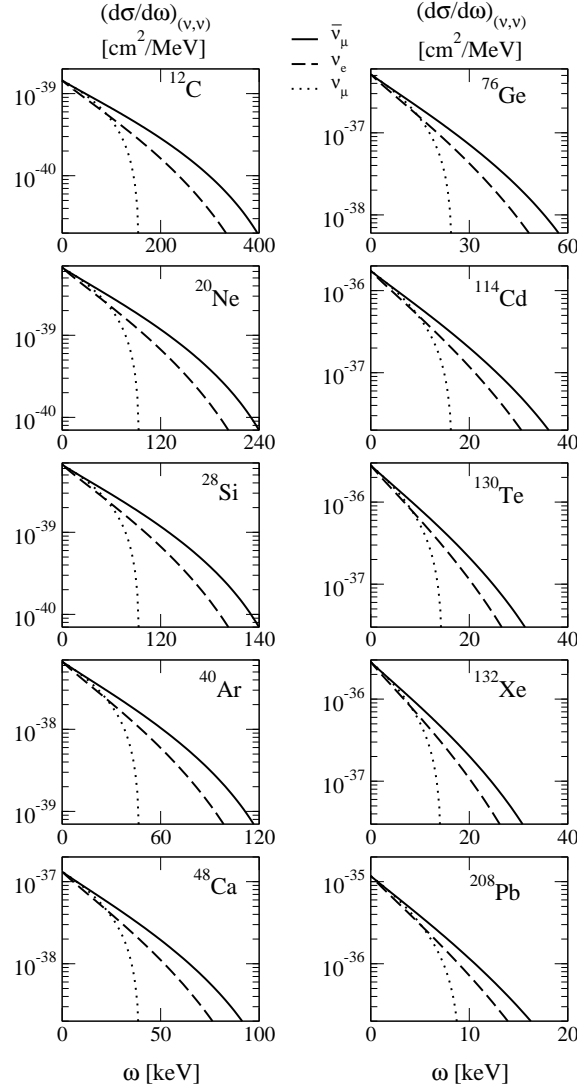 (dσ/dω)(ν,ν)
[cm²/MeV]
ν̄μ
νe
νμ
(dσ/dω)(ν,ν)
[cm²/MeV]
¹²C
10⁻³⁹
10⁻⁴⁰
0 200 400
⁷⁶Ge
10⁻³⁷
10⁻³⁸
0 30 60
²⁰Ne
10⁻³⁹
10⁻⁴⁰
0 120 240
¹¹⁴Cd
10⁻³⁶
10⁻³⁷
0 20 40
²⁸Si
10⁻³⁹
10⁻⁴⁰
0 120 140
¹³⁰Te
10⁻³⁶
10⁻³⁷
0 20 40
⁴⁰Ar
10⁻³⁸
10⁻³⁹
0 60 120
¹³²Xe
10⁻³⁶
10⁻³⁷
0 20 40
⁴⁸Ca
10⁻³⁷
10⁻³⁸
0 50 100
ω [keV]
²⁰⁸Pb
10⁻³⁵
10⁻³⁶
0 10 20
ω [keV]